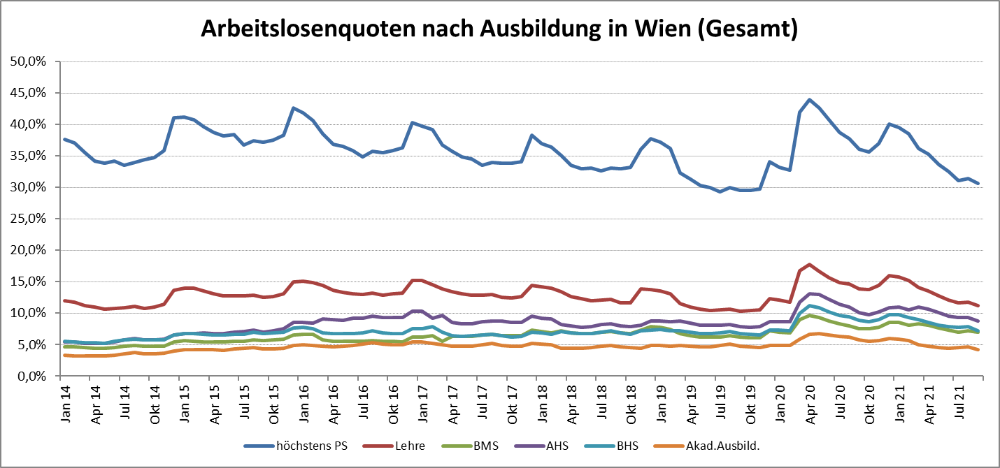 Arbeitslosenquoten nach Ausbildung in Wien (Gesamt)
50,0%
45,0%
40,0%
35,0%
30,0%
25,0%
20,0%
15,0%
10,0%
5,0%
0,0%
Jan 14
Apr 14
Jul 14
Okt 14
Jan 15
Apr 15
Jul 15
Okt 15
Jan 16
Apr 16
Jul 16
Okt 16
Jan 17
Apr 17
Jul 17
Okt 17
Jan 18
Apr 18
Jul 18
Okt 18
Jan 19
Apr 19
Jul 19
Okt 19
Jan 20
Apr 20
Jul 20
Okt 20
Jan 21
Apr 21
Jul 21
höchstens PS Lehre BMS AHS BHS Akad.Ausbild.